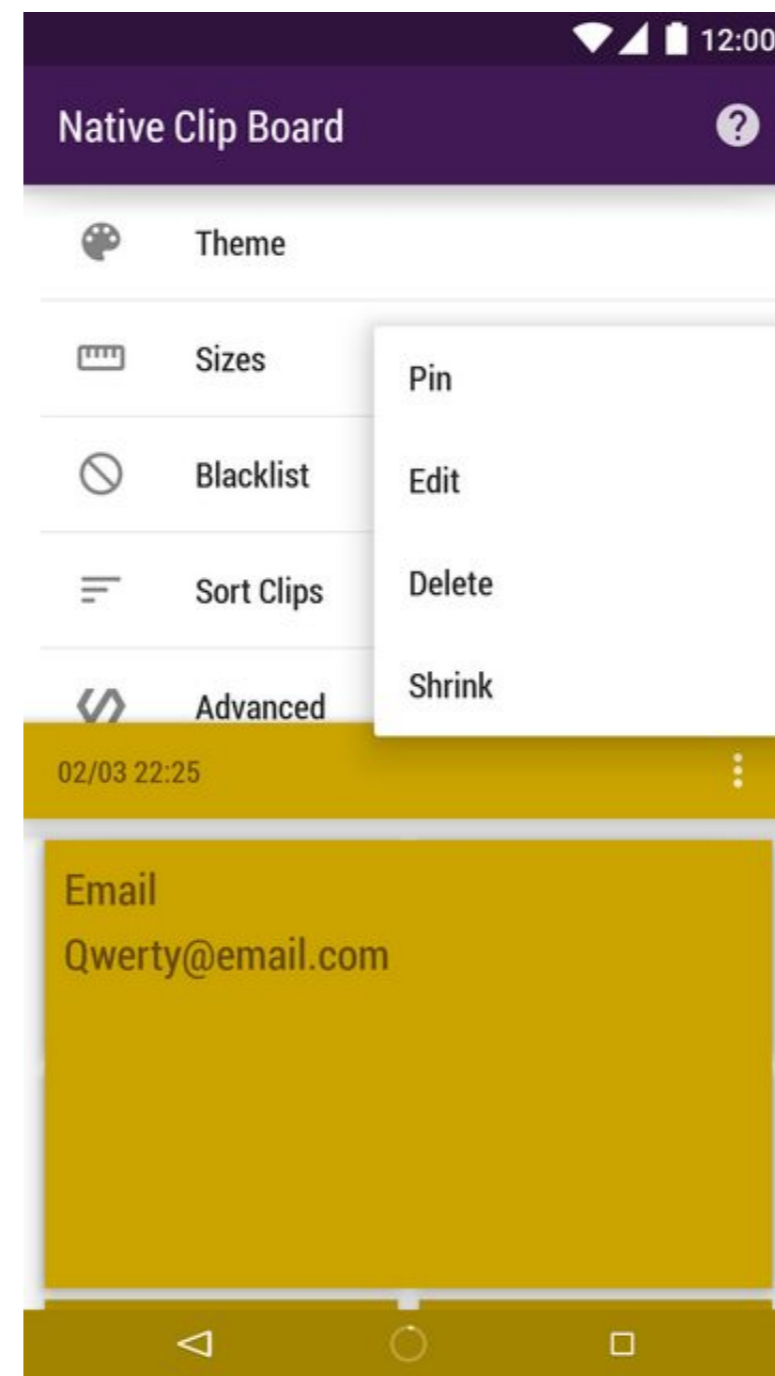 12:00
Native Clip Board
Theme
Sizes
Blacklist
Sort Clips
Advanced
Pin
Edit
Delete
Shrink
02/03 22:25
Email
Qwerty@email.com